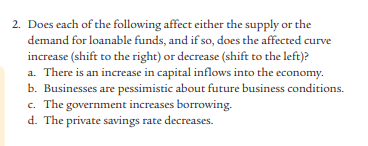 2. Does each of the following affect either the supply or the
demand for loanable funds, and if so, does the affected curve
increase (shift to the right) or decrease (shift to the left)?
a. There is an increase in capital inflows into the economy.
b. Businesses are pessimistic about future business conditions.
c. The government increases borrowing.
d. The private savings rate decreases.